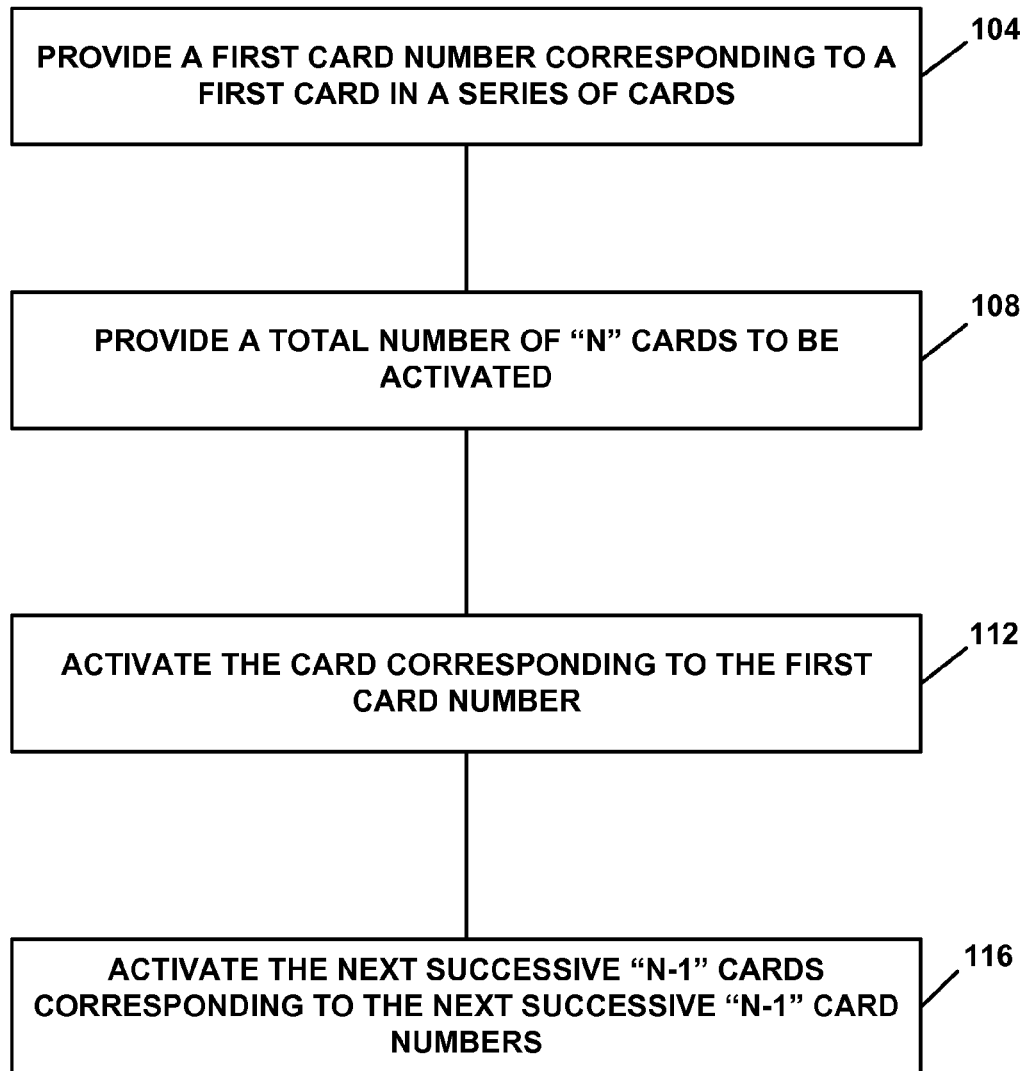 104
PROVIDE A FIRST CARD NUMBER CORRESPONDING TO A
FIRST CARD IN A SERIES OF CARDS
108
PROVIDE A TOTAL NUMBER OF “N” CARDS TO BE
ACTIVATED
112
ACTIVATE THE CARD CORRESPONDING TO THE FIRST
CARD NUMBER
116
ACTIVATE THE NEXT SUCCESSIVE “N-1” CARDS
CORRESPONDING TO THE NEXT SUCCESSIVE “N-1” CARD
NUMBERS